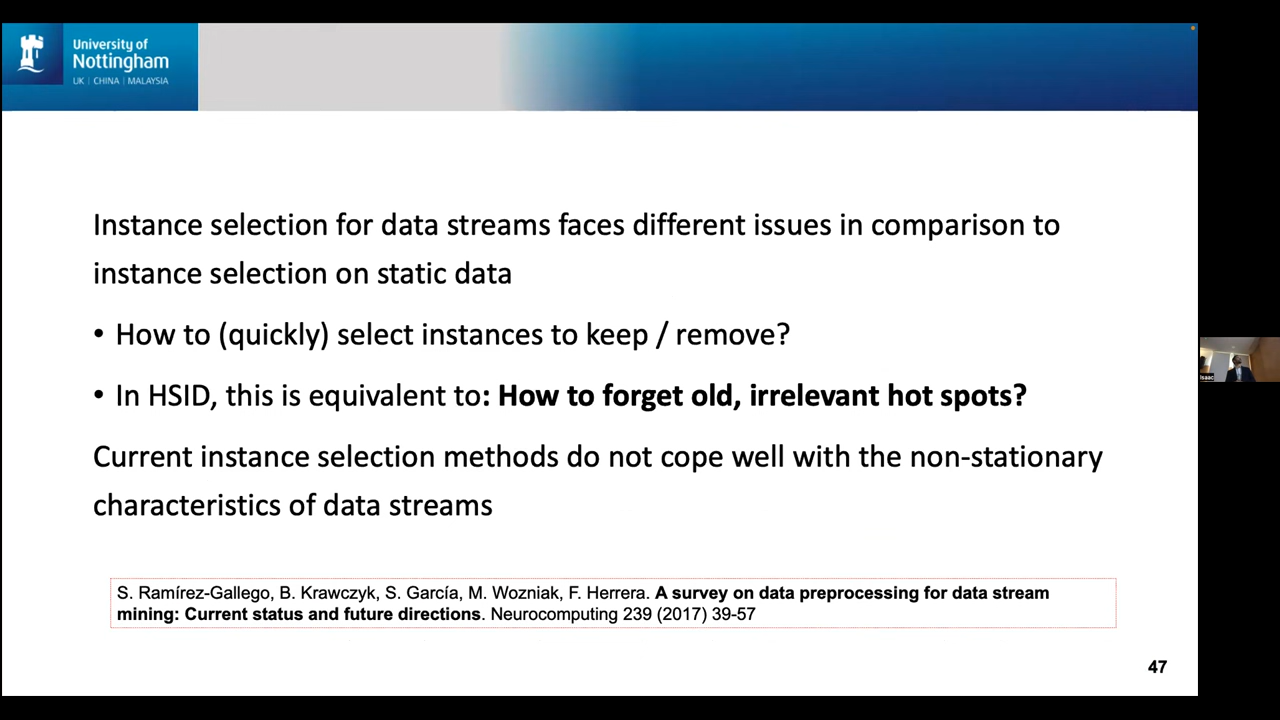 University of
Nottingham
UK | CHINA | MALAYSIA
Instance selection for data streams faces different issues in comparison to
instance selection on static data
• How to (quickly) select instances to keep / remove?
• In HSID, this is equivalent to: How to forget old, irrelevant hot spots?
Current instance selection methods do not cope well with the non-stationary
characteristics of data streams
S. Ramírez-Gallego, B. Krawczyk, S. García, M. Wozniak, F. Herrera. A survey on data preprocessing for data stream
mining: Current status and future directions. Neurocomputing 239 (2017) 39-57
47
Isaac